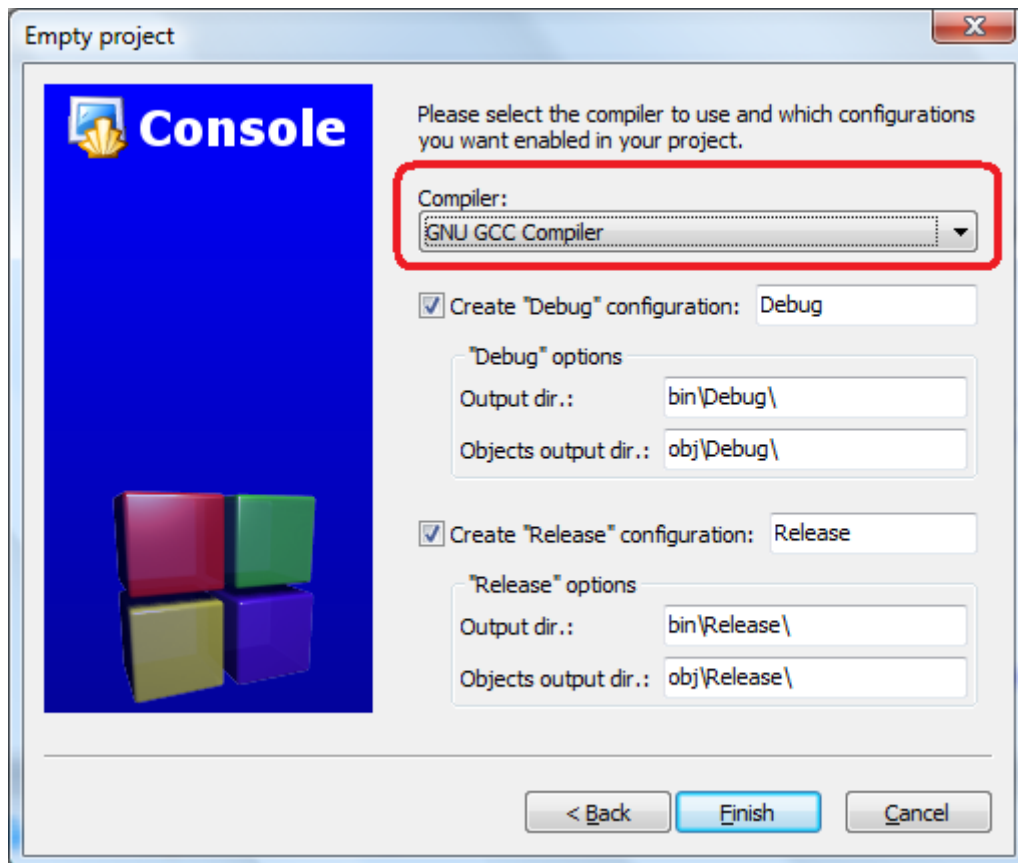 Empty project
Console
Please select the compiler to use and which configurations
you want enabled in your project.
Compiler:
GNU GCC Compiler
Create "Debug" configuration: Debug
"Debug" options
Output dir.: bin\Debug\
Objects output dir.: obj\Debug\
Create "Release" configuration: Release
"Release" options
Output dir.: bin\Release\
Objects output dir.: obj\Release\
< Back Finish Cancel